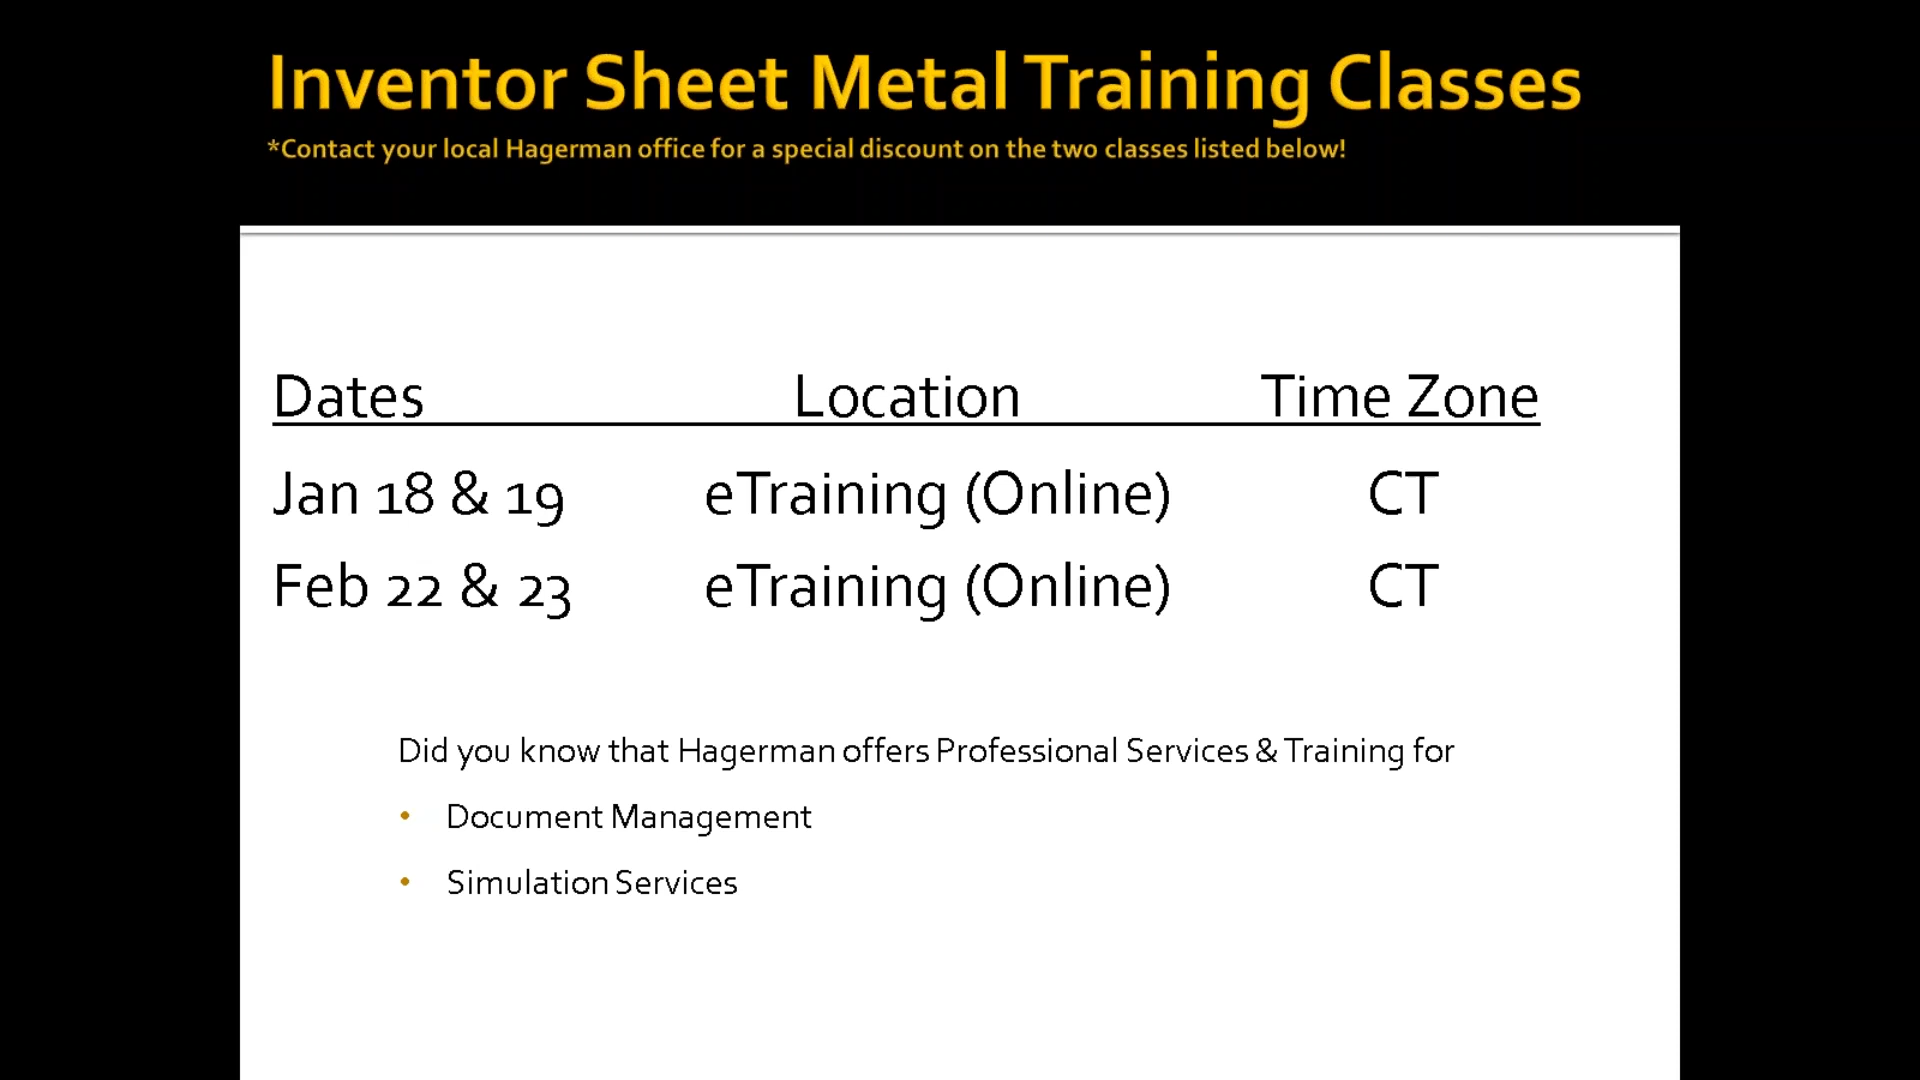 Inventor Sheet Metal Training Classes
*Contact your local Hagerman office for a special discount on the two classes listed below!
Dates Location Time Zone
Jan 18 & 19 eTraining (Online) CT
Feb 22 & 23 eTraining (Online) CT
Did you know that Hagerman offers Professional Services & Training for
• Document Management
• Simulation Services